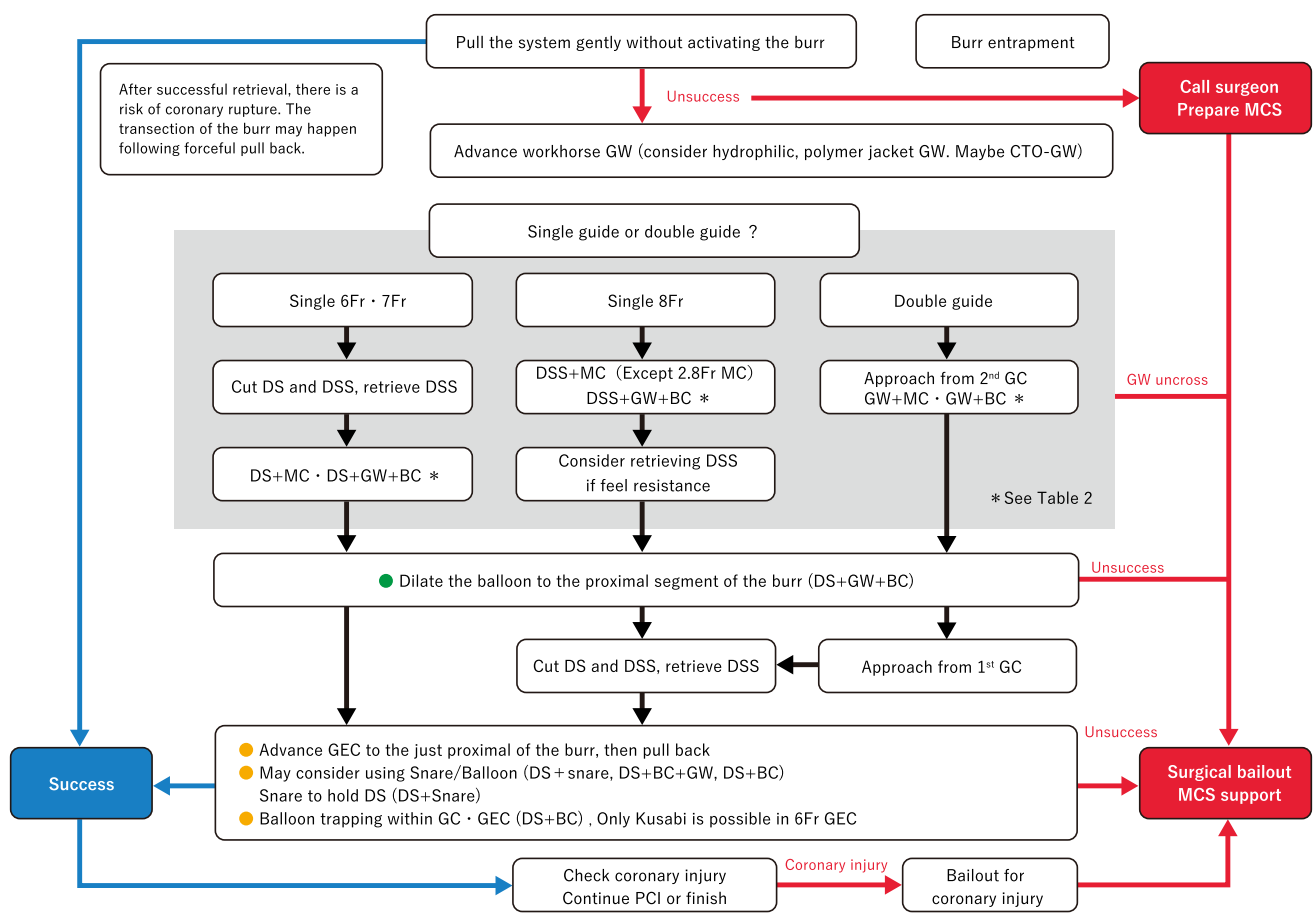 Pull the system gently without activating the burr
Burr entrapment
After successful retrieval, there is a
risk of coronary rupture. The
transection of the burr may happen
following forceful pull back.
Unsuccess
Call surgeon
Prepare MCS
Advance workhorse GW (consider hydrophilic, polymer jacket GW. Maybe CTO-GW)
Single guide or double guide ?
Single 6Fr・7Fr
Single 8Fr
Double guide
Cut DS and DSS, retrieve DSS
DSS+MC (Except 2.8Fr MC)
DSS+GW+BC *
Approach from 2nd GC
GW+MC・GW+BC *
GW uncross
DS+MC・DS+GW+BC *
Consider retrieving DSS
if feel resistance
*See Table 2
Dilate the balloon to the proximal segment of the burr (DS+GW+BC)
Unsuccess
Cut DS and DSS, retrieve DSS
Approach from 1st GC
Advance GEC to the just proximal of the burr, then pull back
May consider using Snare/Balloon (DS+snare, DS+BC+GW, DS+BC)
Snare to hold DS (DS+Snare)
Balloon trapping within GC・GEC (DS+BC) , Only Kusabi is possible in 6Fr GEC
Unsuccess
Success
Surgical bailout
MCS support
Check coronary injury
Continue PCI or finish
Coronary injury
Bailout for
coronary injury